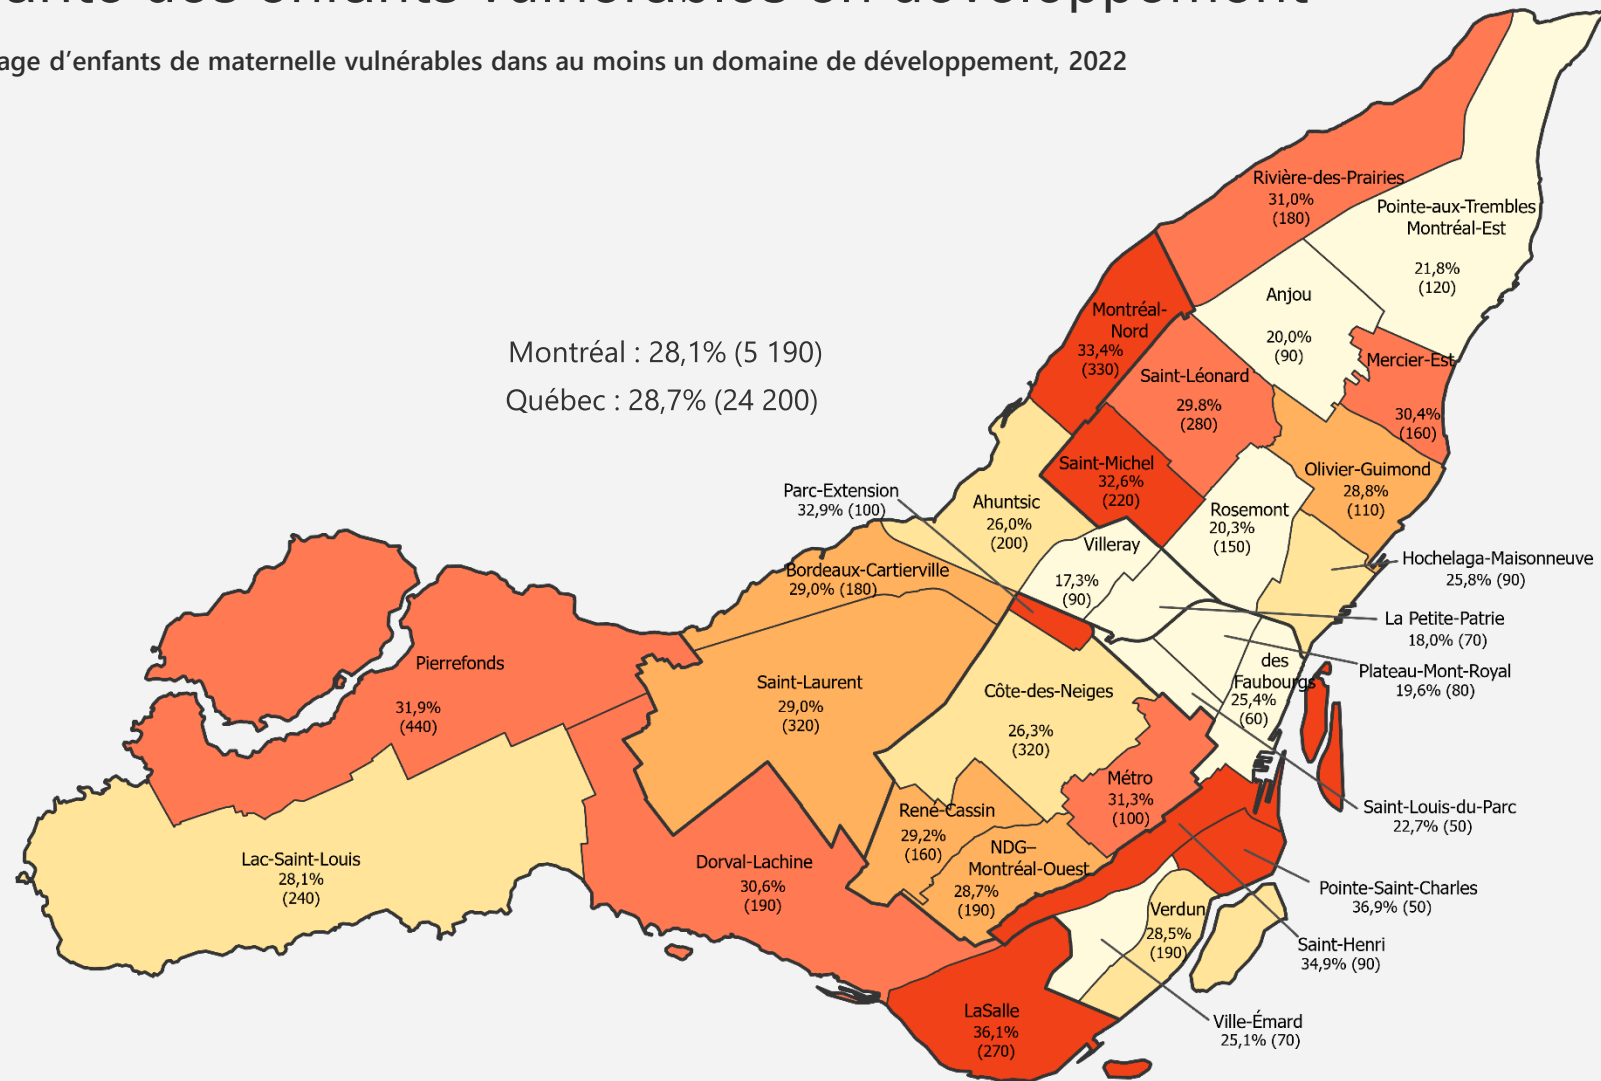 des enfants vulnérables en développement
d’enfants de maternelle vulnérables dans au moins un domaine de développement, 2022
Montréal : 28,1% (5 190)
Québec : 28,7% (24 200)
Rivière-des-Prairies
31,0%
(180)
Pointe-aux-Trembles
Montréal-Est
21,8%
(120)
Anjou
20,0%
(90)
Montréal-
Nord
33,4%
(330)
Mercier-Est
30,4%
(160)
Saint-Léonard
29.8%
(280)
Saint-Michel
32,6%
(220)
Olivier-Guimond
28,8%
(110)
Parc-Extension
32,9% (100)
Ahuntsic
26,0%
(200)
Rosemont
20,3%
(150)
Villeray
17,3%
(90)
Hochelaga-Maisonneuve
25,8% (90)
Bordeaux-Cartierville
29,0% (180)
La Petite-Patrie
18,0% (70)
Plateau-Mont-Royal
19,6% (80)
des
Faubourgs
25,4%
(60)
Pierrefonds
31,9%
(440)
Saint-Laurent
29,0%
(320)
Côte-des-Neiges
26,3%
(320)
Métro
31,3%
(100)
Saint-Louis-du-Parc
22,7% (50)
René-Cassin
29,2%
(160)
NDG–
Montréal-Ouest
28,7%
(190)
Lac-Saint-Louis
28,1%
(240)
Dorval-Lachine
30,6%
(190)
Pointe-Saint-Charles
36,9% (50)
Verdun
28,5%
(190)
Saint-Henri
34,9% (90)
LaSalle
36,1%
(270)
Ville-Émard
25,1% (70)